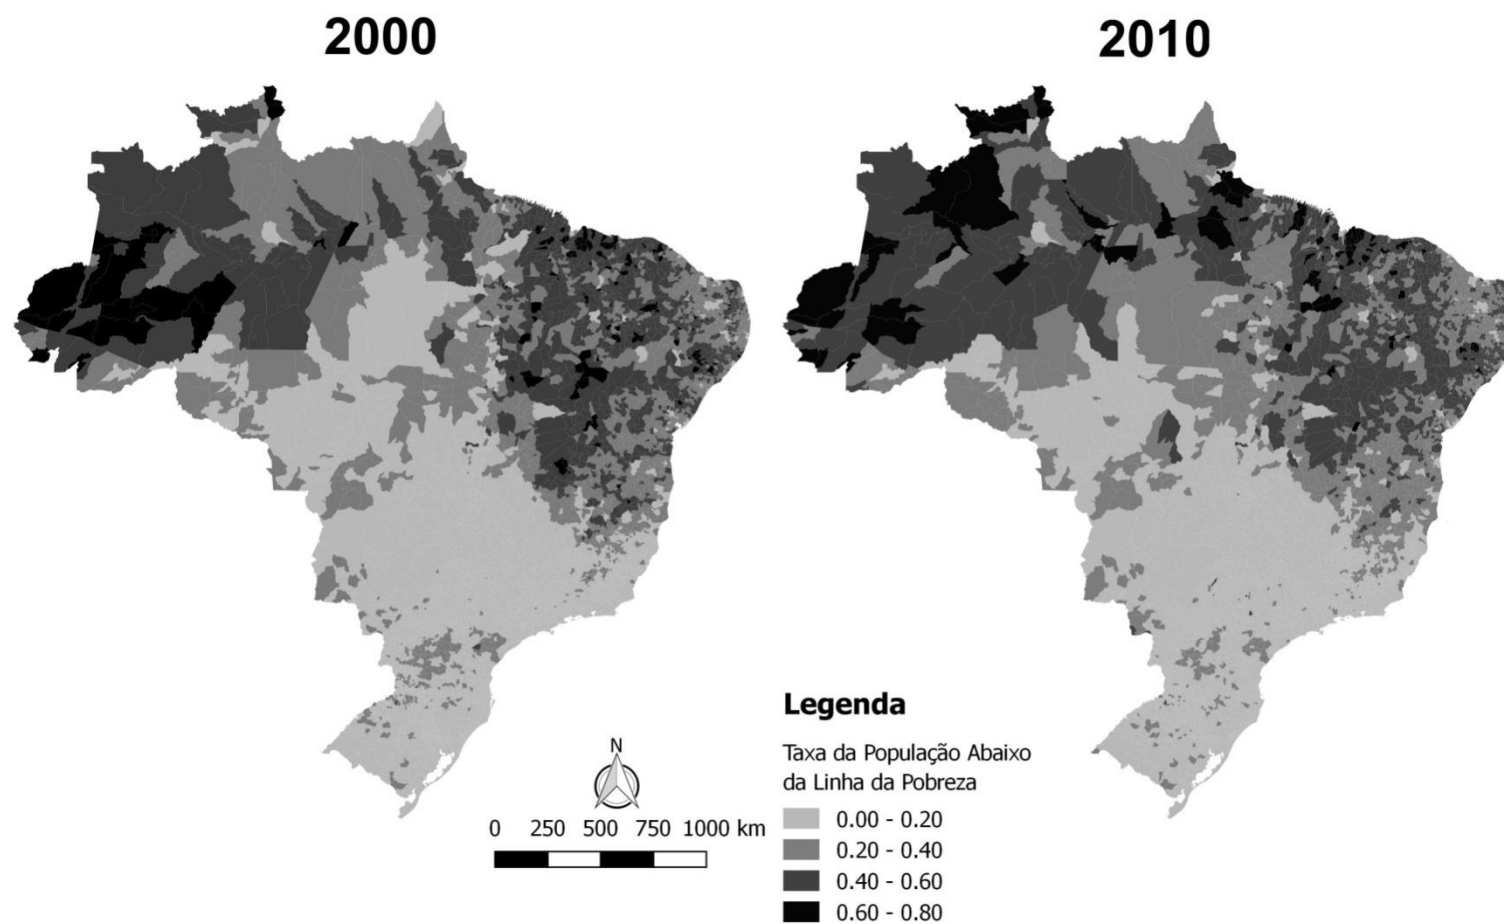 2000
2010
N
0 250 500 750 1000 km
Legenda
Taxa da População Abaixo
da Linha da Pobreza
0.00 - 0.20
0.20 - 0.40
0.40 - 0.60
0.60 - 0.80